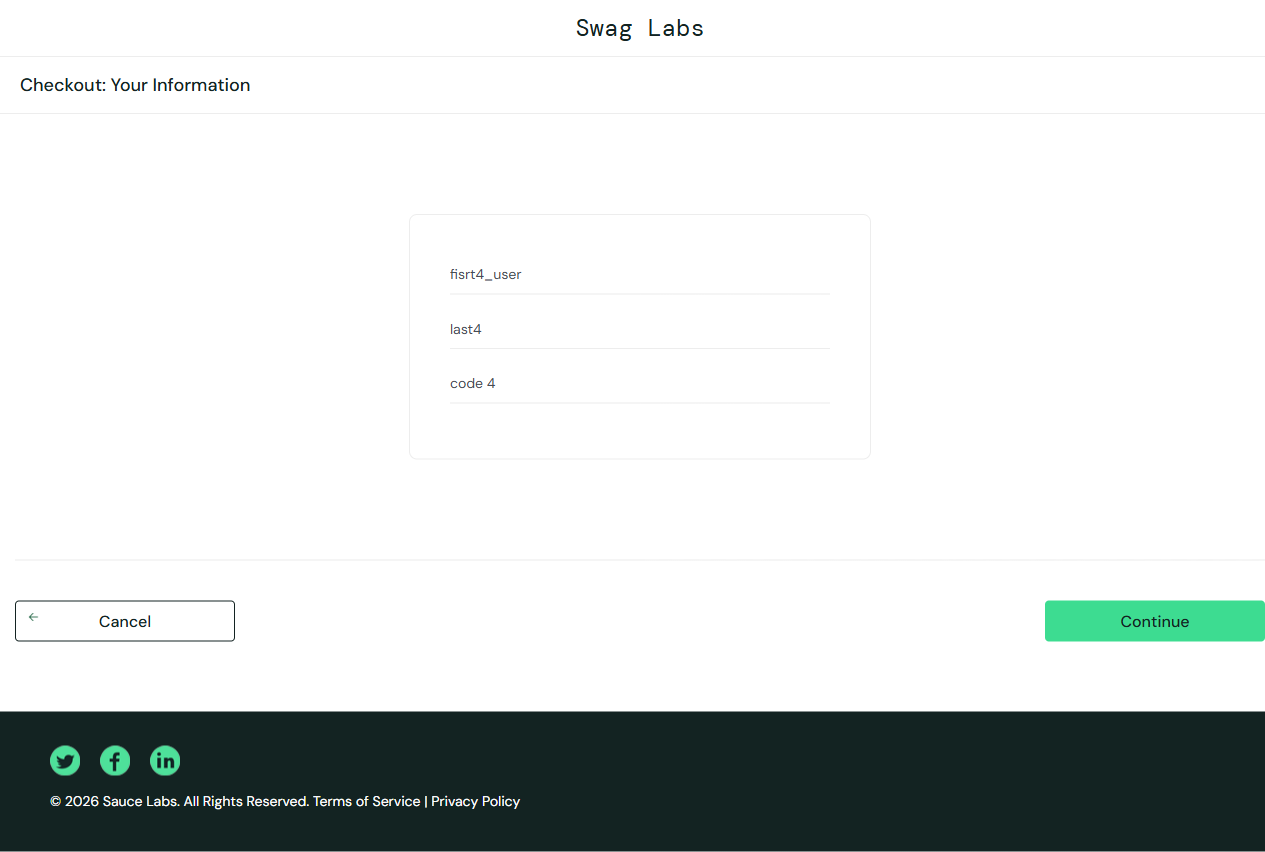 Swag Labs
Checkout: Your Information
fisrt4_user
last4
code 4
Cancel
Continue
© 2026 Sauce Labs. All Rights Reserved. Terms of Service | Privacy Policy